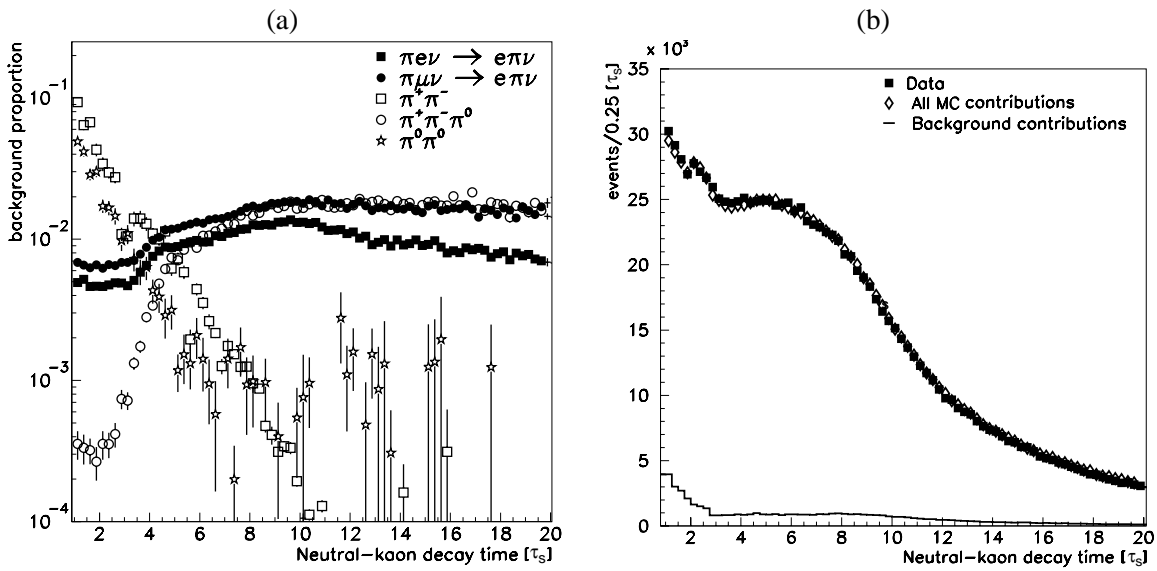 (a)
background proportion
10⁻¹
10⁻²
10⁻³
10⁻⁴
πeν → eπν
πμν → eπν
π⁺π⁻
π⁺π⁻π⁰
π⁰π⁰
2 4 6 8 10 12 14 16 18 20
Neutral-kaon decay time [τS]
(b)
x 10³
events/0.25 [τS]
35
30
25
20
15
10
5
0
Data
All MC contributions
Background contributions
2 4 6 8 10 12 14 16 18 20
Neutral-kaon decay time [τS]